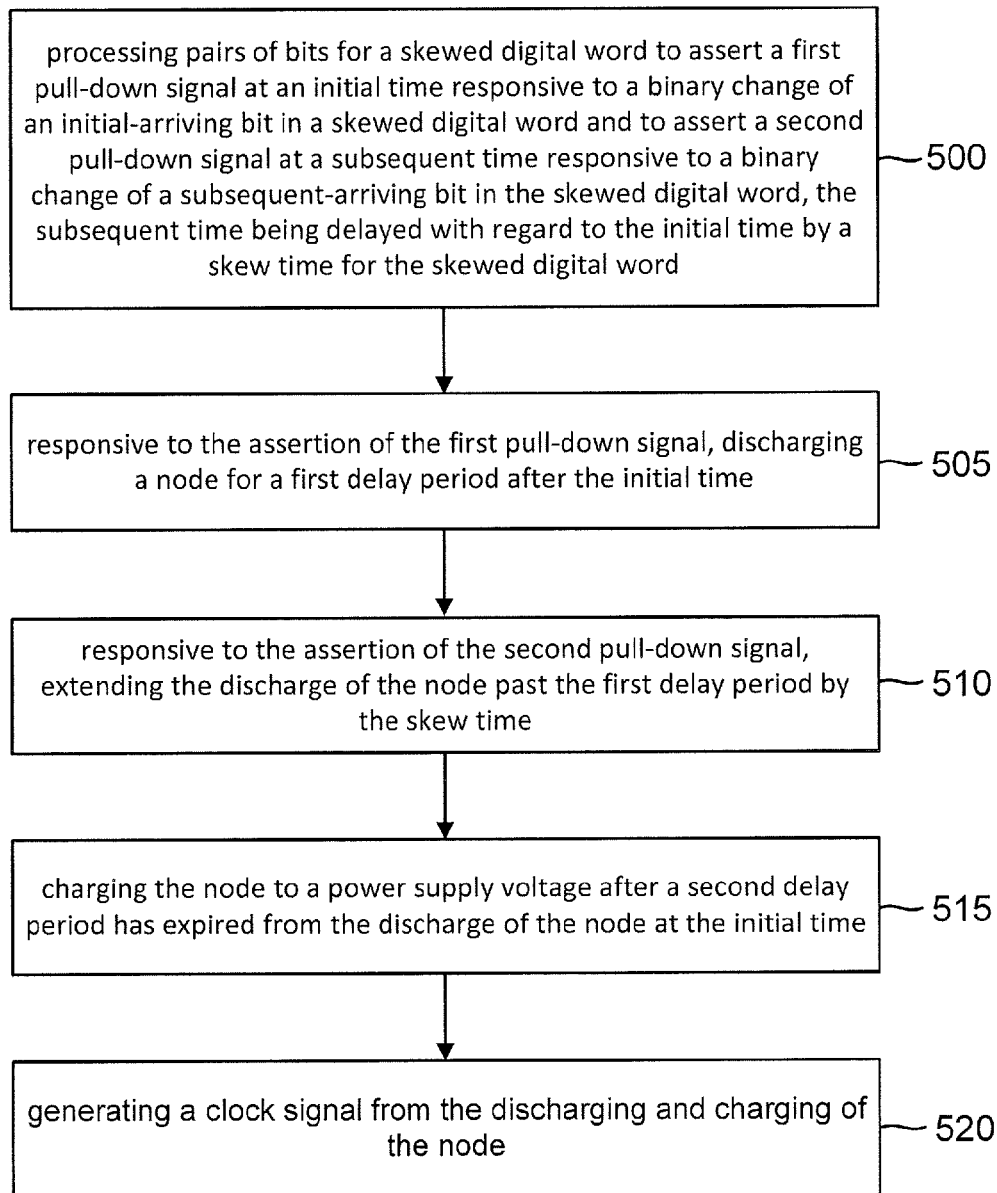 processing pairs of bits for a skewed digital word to assert a first
pull-down signal at an initial time responsive to a binary change of
an initial-arriving bit in a skewed digital word and to assert a second
pull-down signal at a subsequent time responsive to a binary
change of a subsequent-arriving bit in the skewed digital word, the
subsequent time being delayed with regard to the initial time by a
skew time for the skewed digital word
500
responsive to the assertion of the first pull-down signal, discharging
a node for a first delay period after the initial time
505
responsive to the assertion of the second pull-down signal,
extending the discharge of the node past the first delay period by
the skew time
510
charging the node to a power supply voltage after a second delay
period has expired from the discharge of the node at the initial time
515
generating a clock signal from the discharging and charging of
the node
520